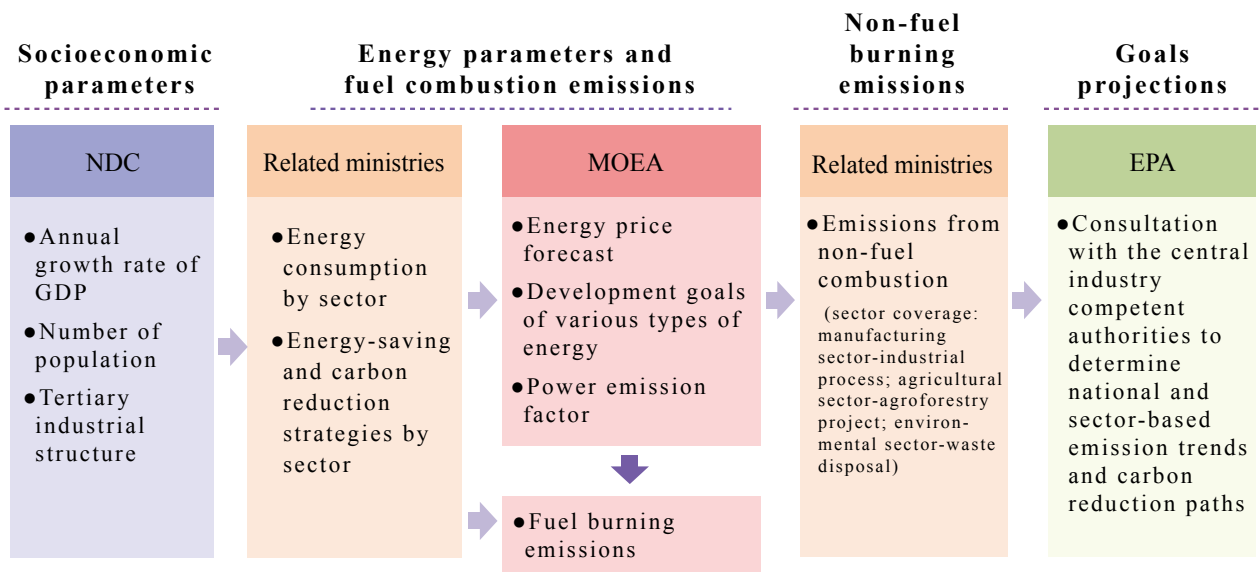 Socioeconomic
parameters
Energy parameters and
fuel combustion emissions
Non-fuel
burning
emissions
Goals
projections
NDC
●Annual
growth rate of
GDP
●Number of
population
●Tertiary
industrial
structure
Related ministries
●Energy
consumption
by sector
●Energy-saving
and carbon
reduction
strategies by
sector
MOEA
●Energy price
forecast
●Development goals
of various types of
energy
●Power emission
factor
●Fuel burning
emissions
Related ministries
●Emissions from
non-fuel
combustion
(sector coverage:
manufacturing
sector-industrial
process; agricultural
sector-agroforestry
project; environ-
mental sector-waste
disposal)
EPA
●Consultation
with the central
industry
competent
authorities to
determine
national and
sector-based
emission trends
and carbon
reduction paths